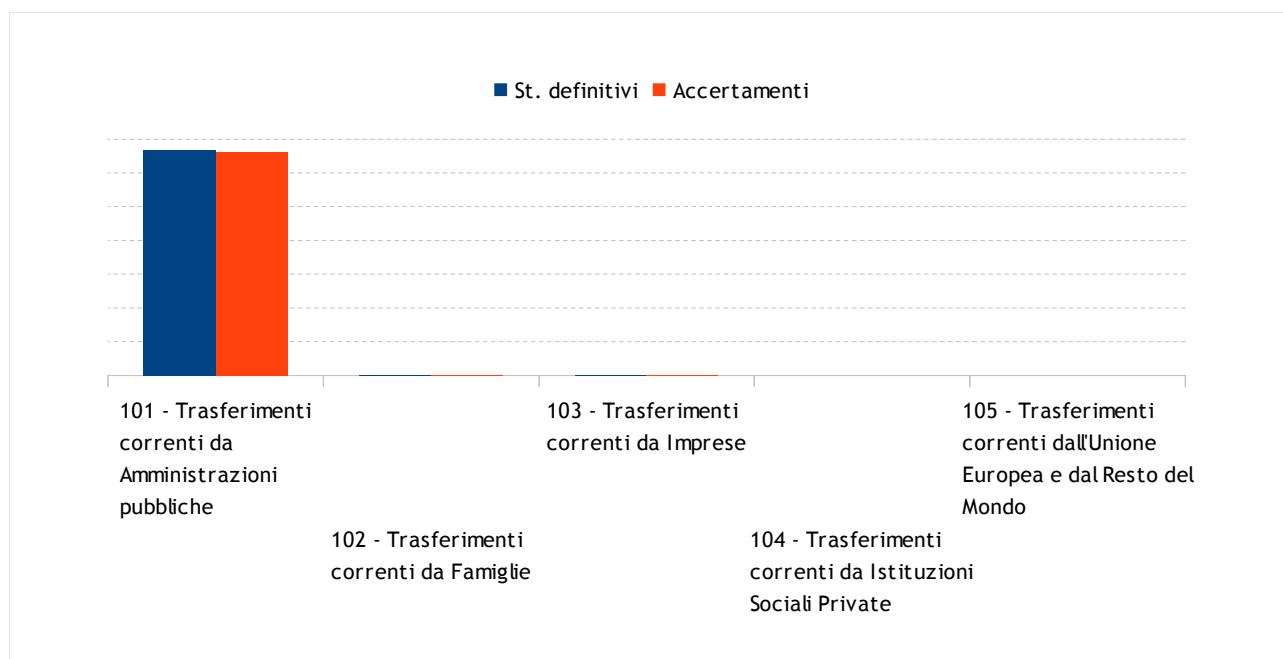 St. definitivi Accertamenti
101 - Trasferimenti
correnti da
Amministrazioni
pubbliche
102 - Trasferimenti
correnti da Famiglie
103 - Trasferimenti
correnti da Imprese
104 - Trasferimenti
correnti da Istituzioni
Sociali Private
105 - Trasferimenti
correnti dall'Unione
Europea e dal Resto del
Mondo